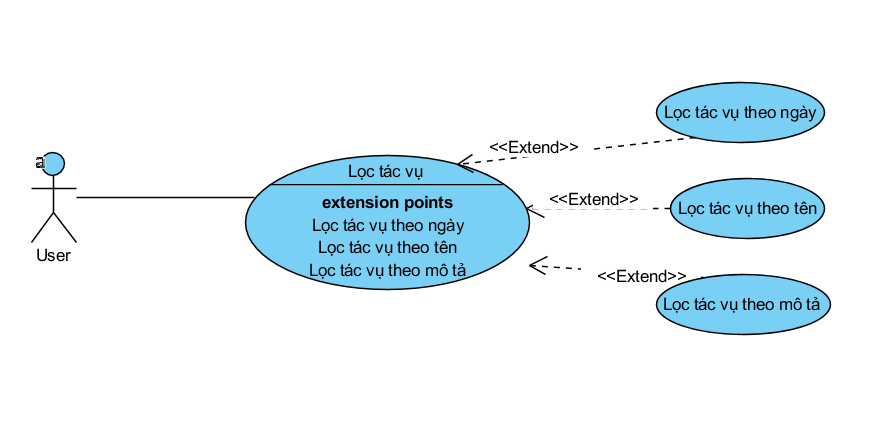 Lọc tác vụ theo ngày
<<Extend>>
Lọc tác vụ
extension points
Lọc tác vụ theo ngày
Lọc tác vụ theo tên
Lọc tác vụ theo mô tả
<<Extend>>
Lọc tác vụ theo tên
User
<<Extend>>
Lọc tác vụ theo mô tả